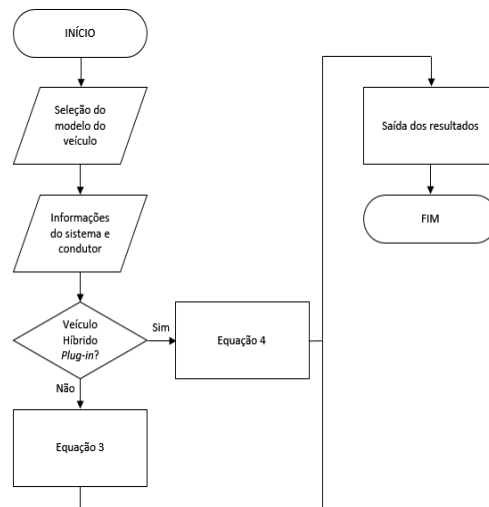 INÍCIO
Seleção do
modelo do
veículo
Informações
do sistema e
condutor
Veículo
Híbrido
Plug-in?
Sim
Equação 4
Não
Equação 3
Saída dos resultados
FIM